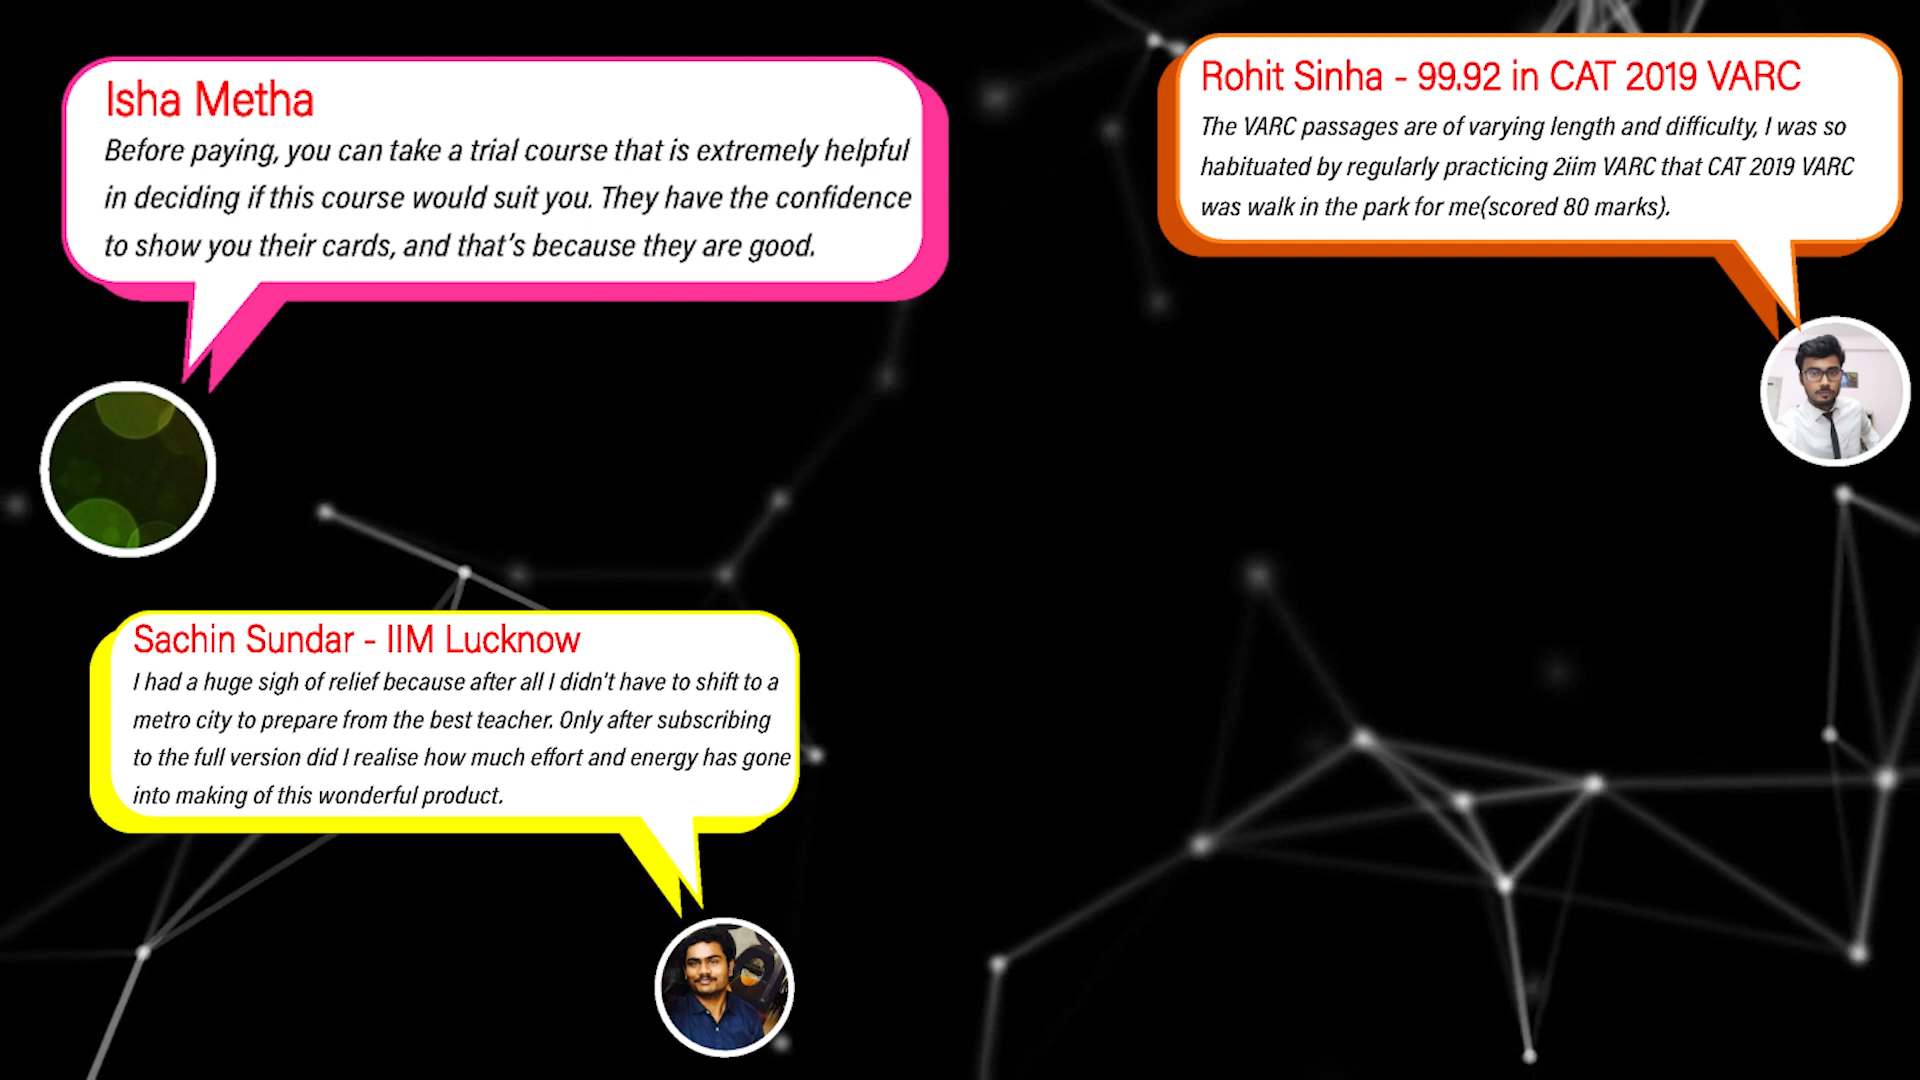 Isha Metha
Before paying, you can take a trial course that is extremely helpful
in deciding if this course would suit you. They have the confidence
to show you their cards, and that's because they are good.
Rohit Sinha - 99.92 in CAT 2019 VARC
The VARC passages are of varying length and difficulty, I was so
habituated by regularly practicing 2iim VARC that CAT 2019 VARC
was walk in the park for me(scored 80 marks).
Sachin Sundar - IIM Lucknow
I had a huge sigh of relief because after all I didn't have to shift to a
metro city to prepare from the best teacher. Only after subscribing
to the full version did I realise how much effort and energy has gone
into making of this wonderful product.